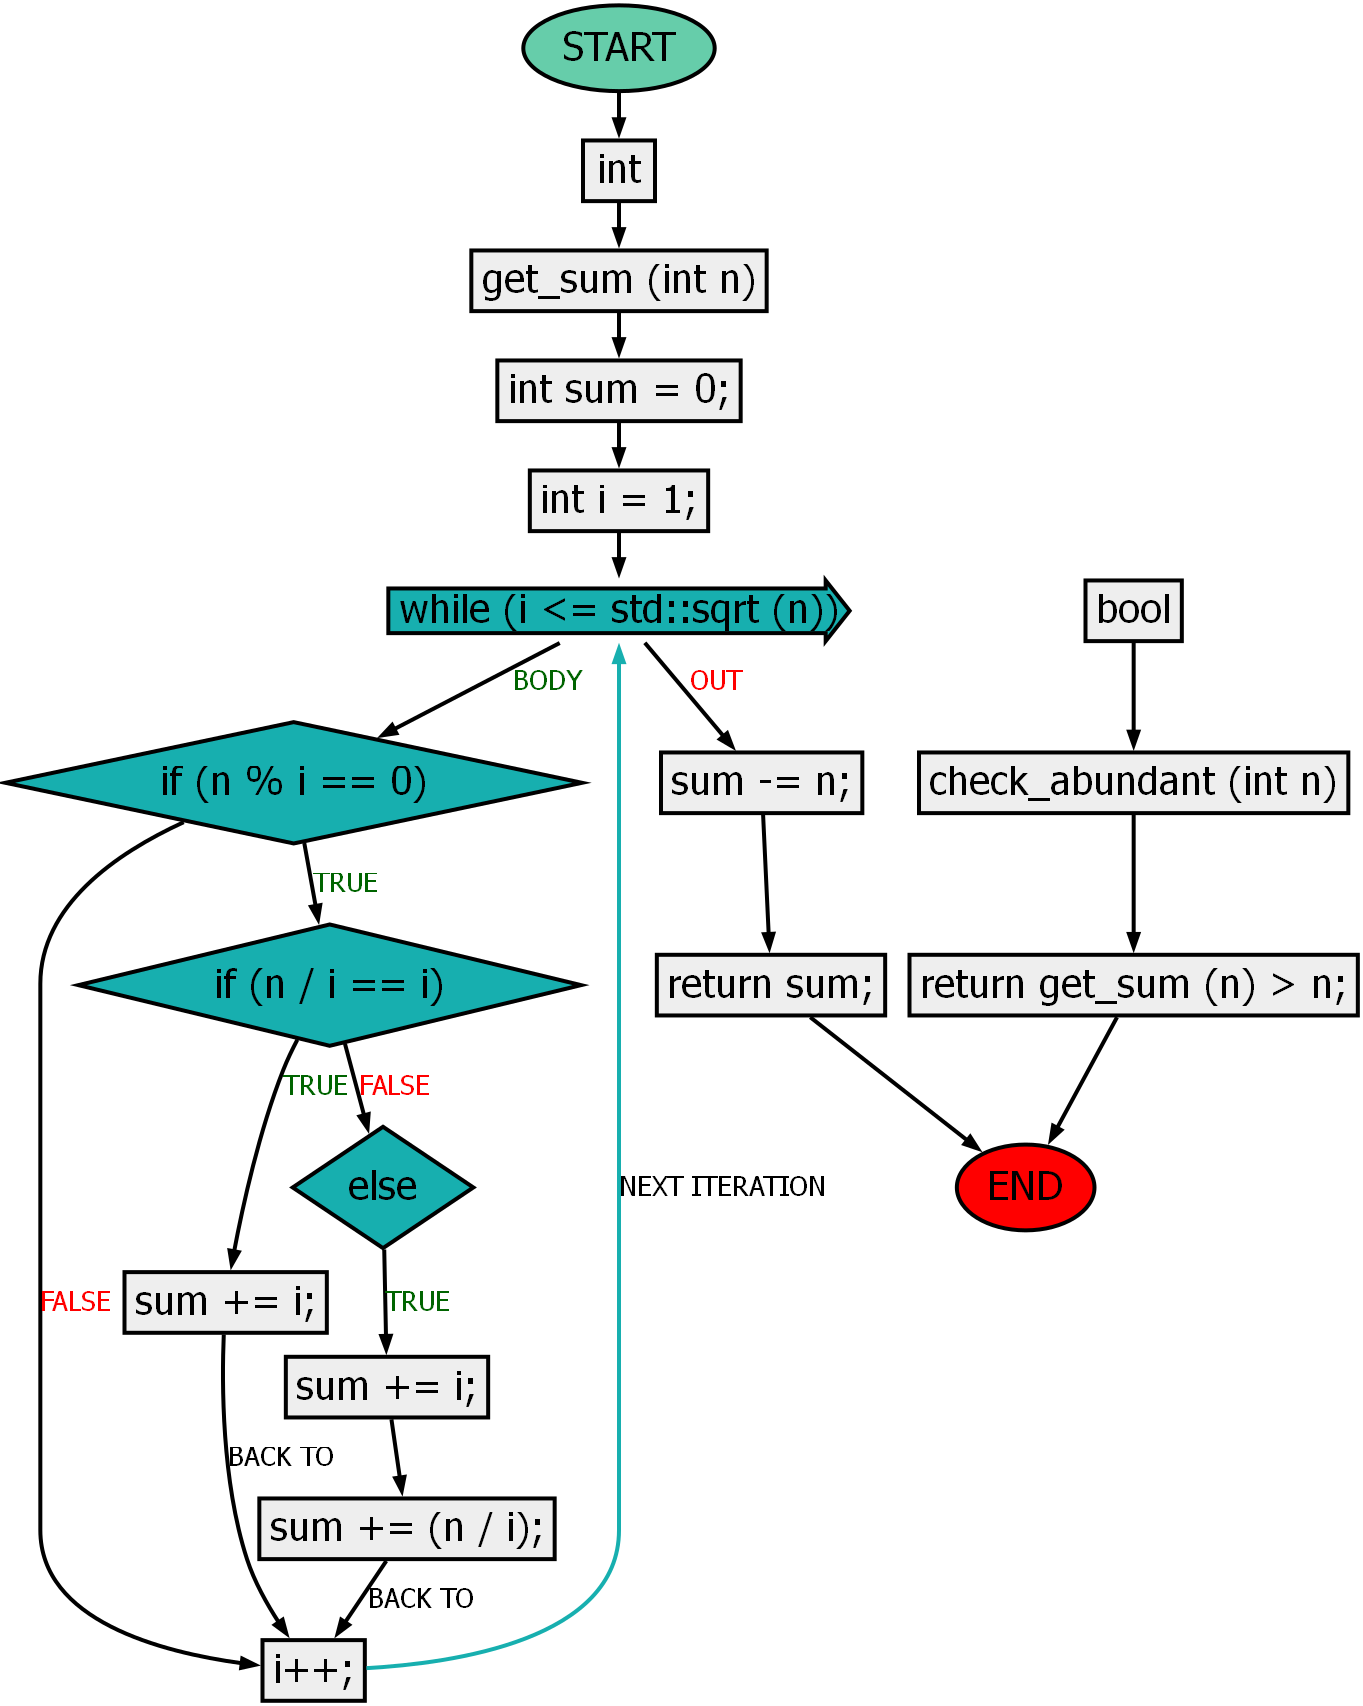 START
int
get_sum (int n)
int sum = 0;
int i = 1;
while (i <= std::sqrt (n))
bool
BODY
OUT
if (n % i == 0)
sum -= n;
check_abundant (int n)
TRUE
if (n / i == i)
return sum;
return get_sum (n) > n;
TRUE
FALSE
else
NEXT ITERATION
END
FALSE
sum += i;
TRUE
sum += i;
BACK TO
sum += (n / i);
BACK TO
i++;